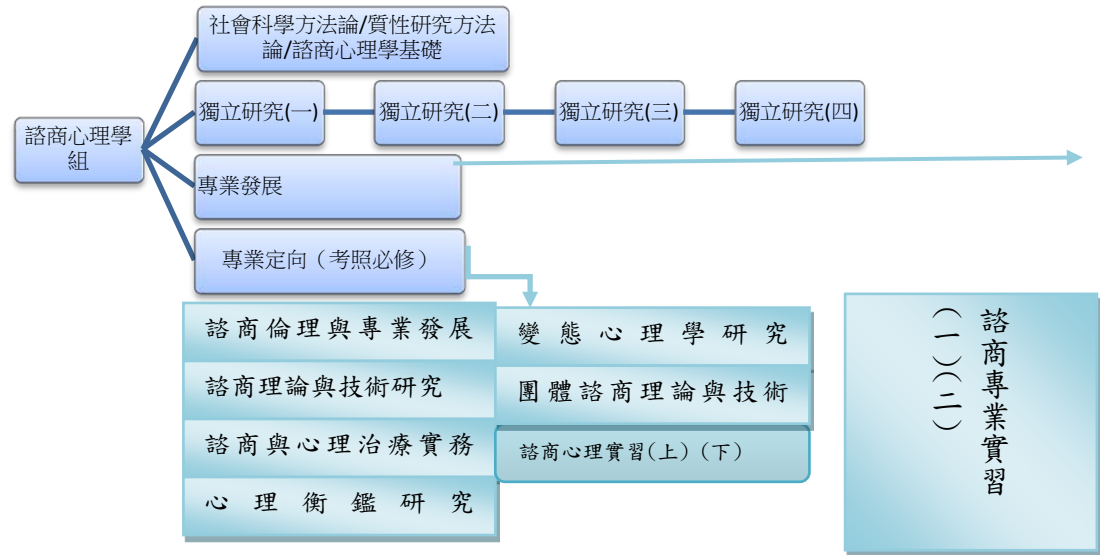 社會科學方法論/質性研究方法
論/諮商心理學基礎
獨立研究(一)
獨立研究(二)
獨立研究(三)
獨立研究(四)
諮商心理學
組
專業發展
專業定向（考照必修）
諮商倫理與專業發展
變態心理學研究
諮商理論與技術研究
團體諮商理論與技術
諮商與心理治療實務
諮商心理實習(上)(下)
心理衡鑑研究
諮商專業實習
(一)(二)